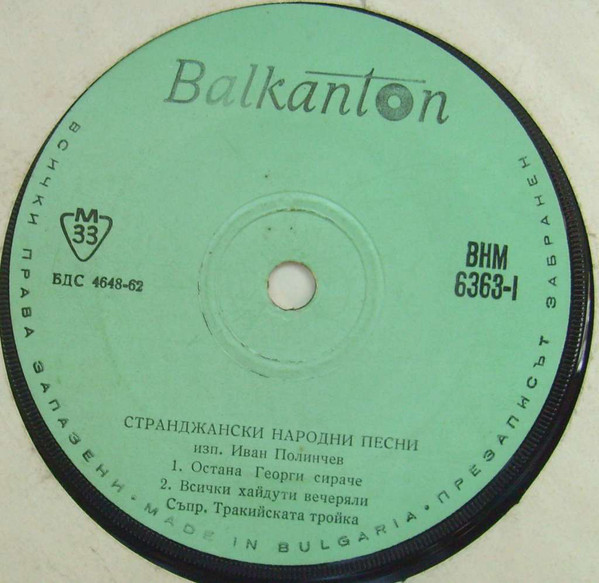 Balkanton
М
33
БДС 4648-62
ВНМ
6363-I
СТРАНДЖАНСКИ НАРОДНИ ПЕСНИ
изп. Иван Полинчев
1. Остана Георги сираче
2. Всички хайдути вечеряли
Съпр. Тракийската тройка
ВСИЧКИ ПРАВА ЗАПАЗЕНИ • MADE IN BULGARIA • ПРЕЗАПИСЪТ ЗАБРАНЕН